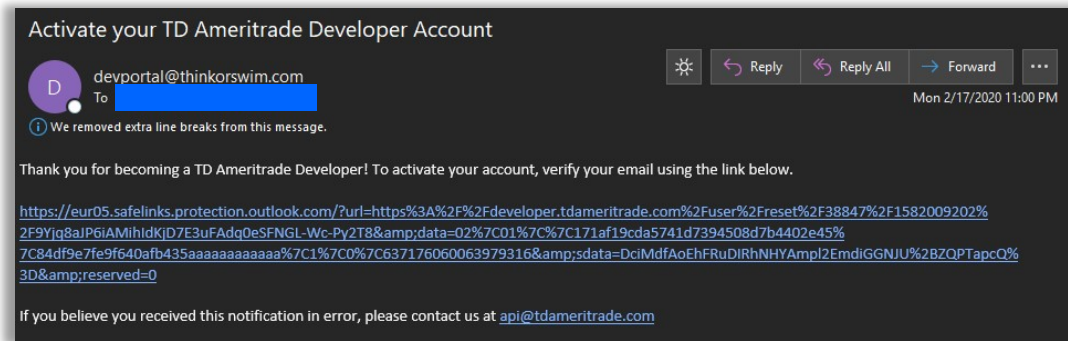 Activate your TD Ameritrade Developer Account
D
devportal@thinkorswim.com
To
Reply
Reply All
Forward
Mon 2/17/2020 11:00 PM
We removed extra line breaks from this message.
Thank you for becoming a TD Ameritrade Developer! To activate your account, verify your email using the link below.
https://eur05.safelinks.protection.outlook.com/?url=https%3A%2F%2Fdeveloper.tdameritrade.com%2Fuser%2Freset%2F38847%2F1582009202%
2F9Yjq8aJP6iAMihIdKjD7E3uFAdq0eSFNGL-Wc-Py2T8&amp;data=02%7C01%7C%7C171af19cda5741d7394508d7b4402e45%
7C84df9e7fe9f640afb435aaaaaaaaaaaa%7C1%7C0%7C637176060063979316&amp;sdata=DciMdfAoEhFRuDIRhNHYAmpl2EmdiGGNJU%2BZQPTapcQ%
3D&amp;reserved=0
If you believe you received this notification in error, please contact us at api@tdameritrade.com